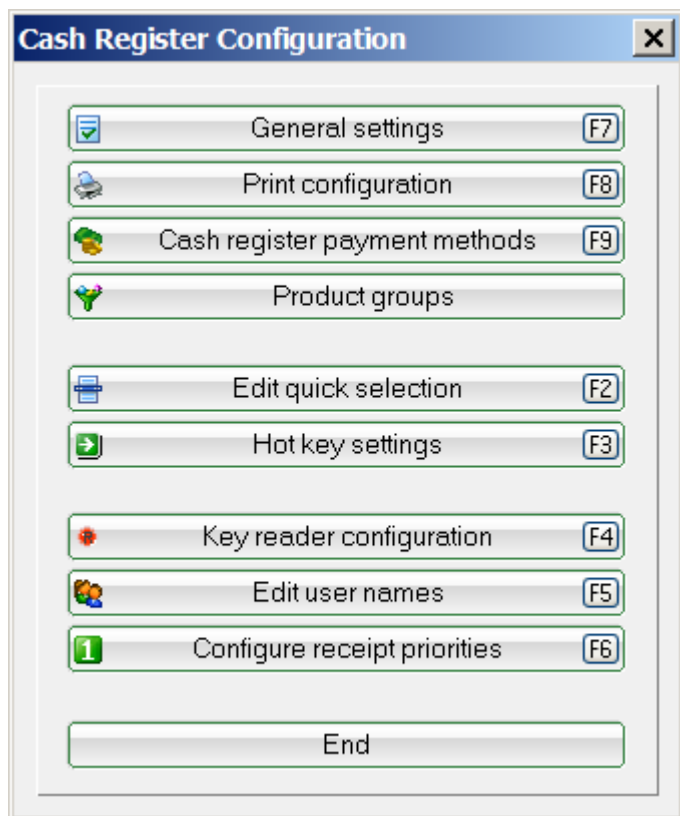 Cash Register Configuration
General settings F7
Print configuration F8
Cash register payment methods F9
Product groups
Edit quick selection F2
Hot key settings F3
Key reader configuration F4
Edit user names F5
1 Configure receipt priorities F6
End